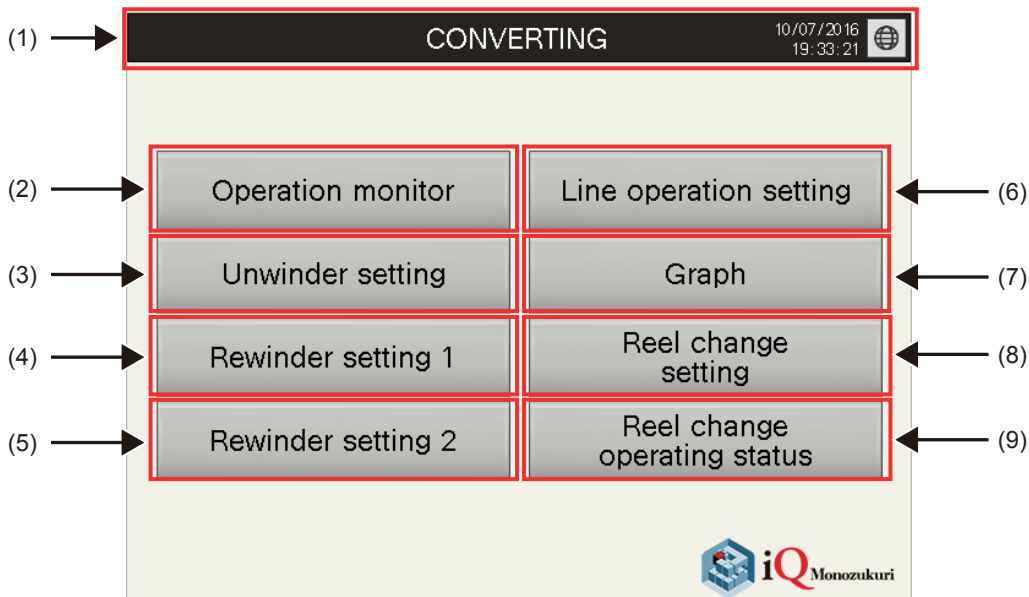 (1)
CONVERTING
10/07/2016
19:33:21
(2)
Operation monitor
Line operation setting
(6)
(3)
Unwinder setting
Graph
(7)
(4)
Rewinder setting 1
Reel change
setting
(8)
(5)
Rewinder setting 2
Reel change
operating status
(9)
iQ Monozukuri